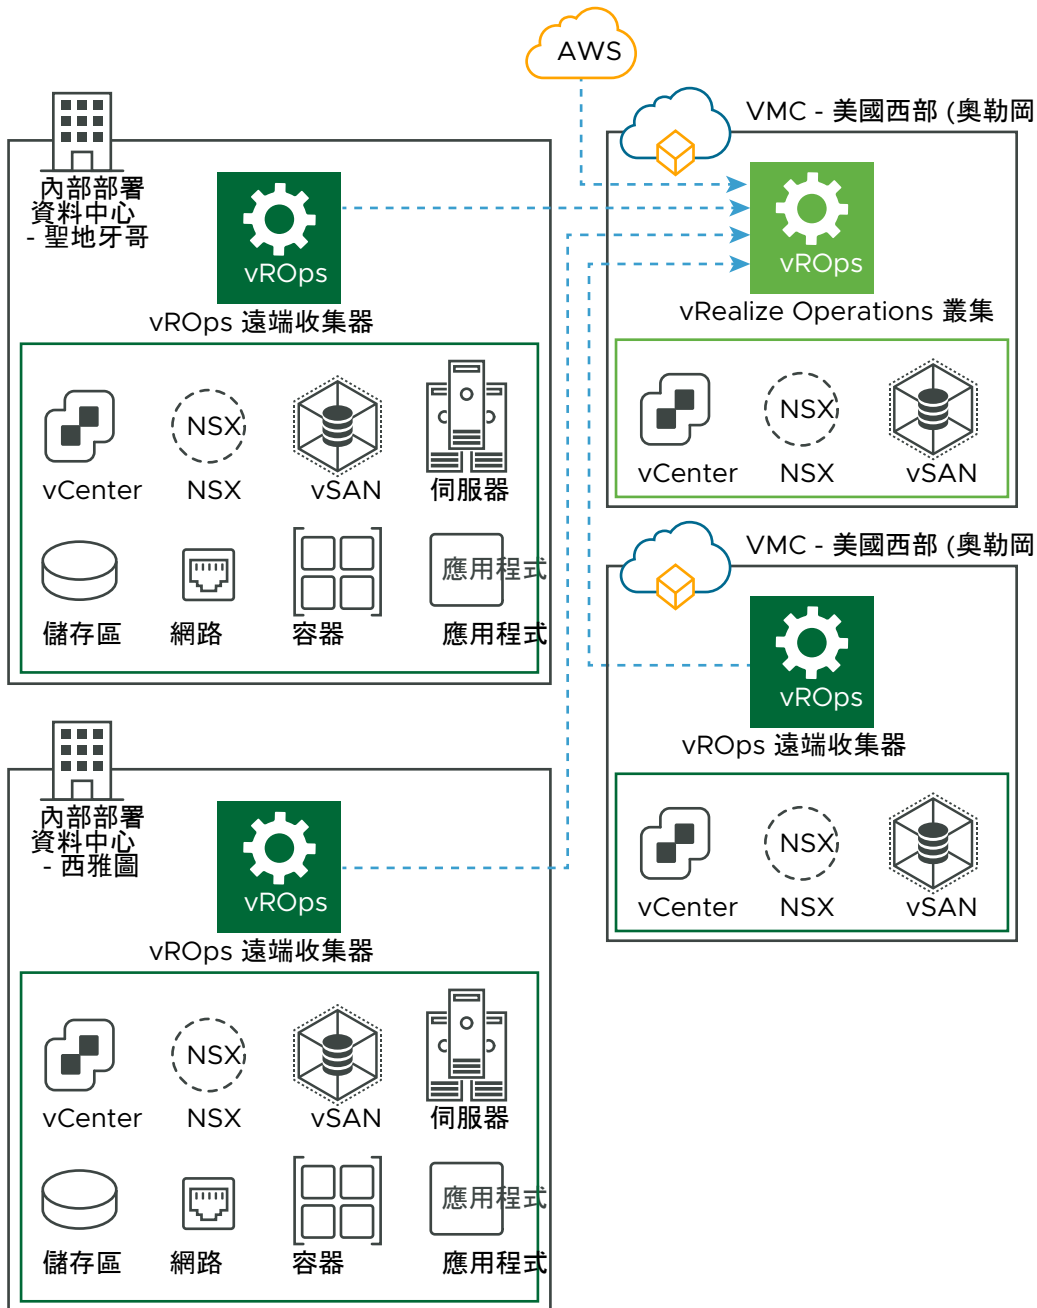 AWS
內部部署
資料中心
- 聖地牙哥
vROps
vROps 遠端收集器
vCenter
NSX
NSX
vSAN
伺服器
儲存區
網路
容器
應用程式
應用程式
VMC - 美國西部 (奧勒岡
vROps
vRealize Operations 叢集
vCenter
NSX
NSX
vSAN
VMC - 美國西部 (奧勒岡
vROps
vROps 遠端收集器
vCenter
NSX
NSX
vSAN
內部部署
資料中心
- 西雅圖
vROps
vROps 遠端收集器
vCenter
NSX
NSX
vSAN
伺服器
儲存區
網路
容器
應用程式
應用程式